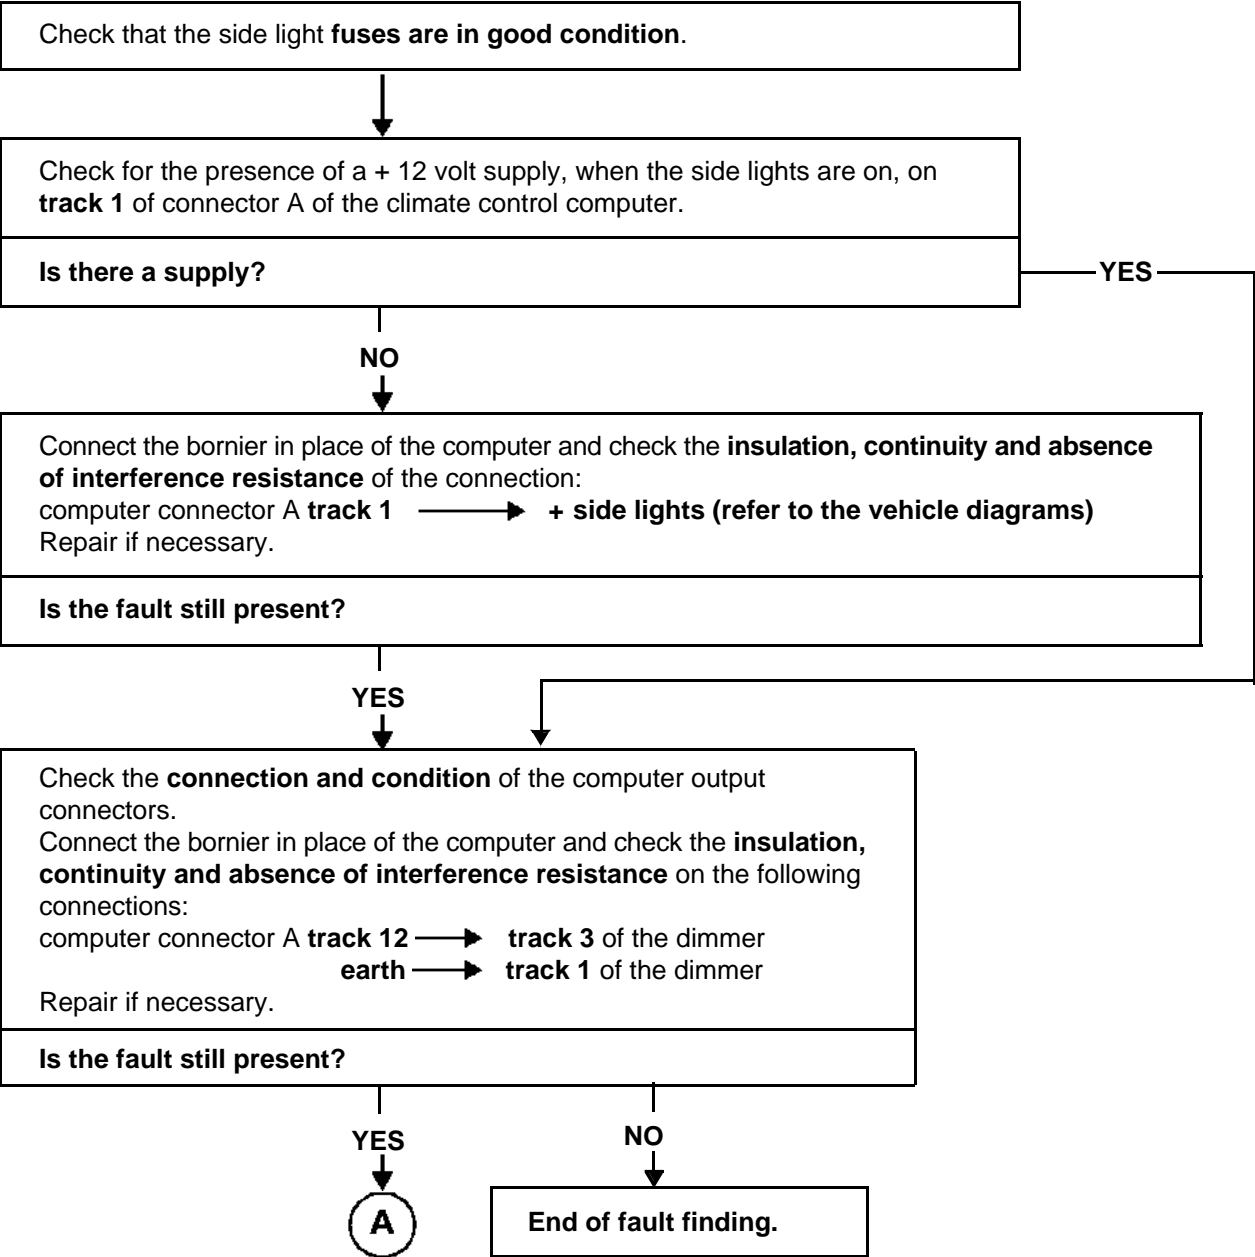 Check that the side light fuses are in good condition.
Check for the presence of a + 12 volt supply, when the side lights are on, on
track 1 of connector A of the climate control computer.
Is there a supply?
YES
NO
Connect the bornier in place of the computer and check the insulation, continuity and absence
of interference resistance of the connection:
computer connector A track 1 + side lights (refer to the vehicle diagrams)
Repair if necessary.
Is the fault still present?
YES
Check the connection and condition of the computer output
connectors.
Connect the bornier in place of the computer and check the insulation,
continuity and absence of interference resistance on the following
connections:
computer connector A track 12 track 3 of the dimmer
earth track 1 of the dimmer
Repair if necessary.
Is the fault still present?
YES
NO
A
End of fault finding.